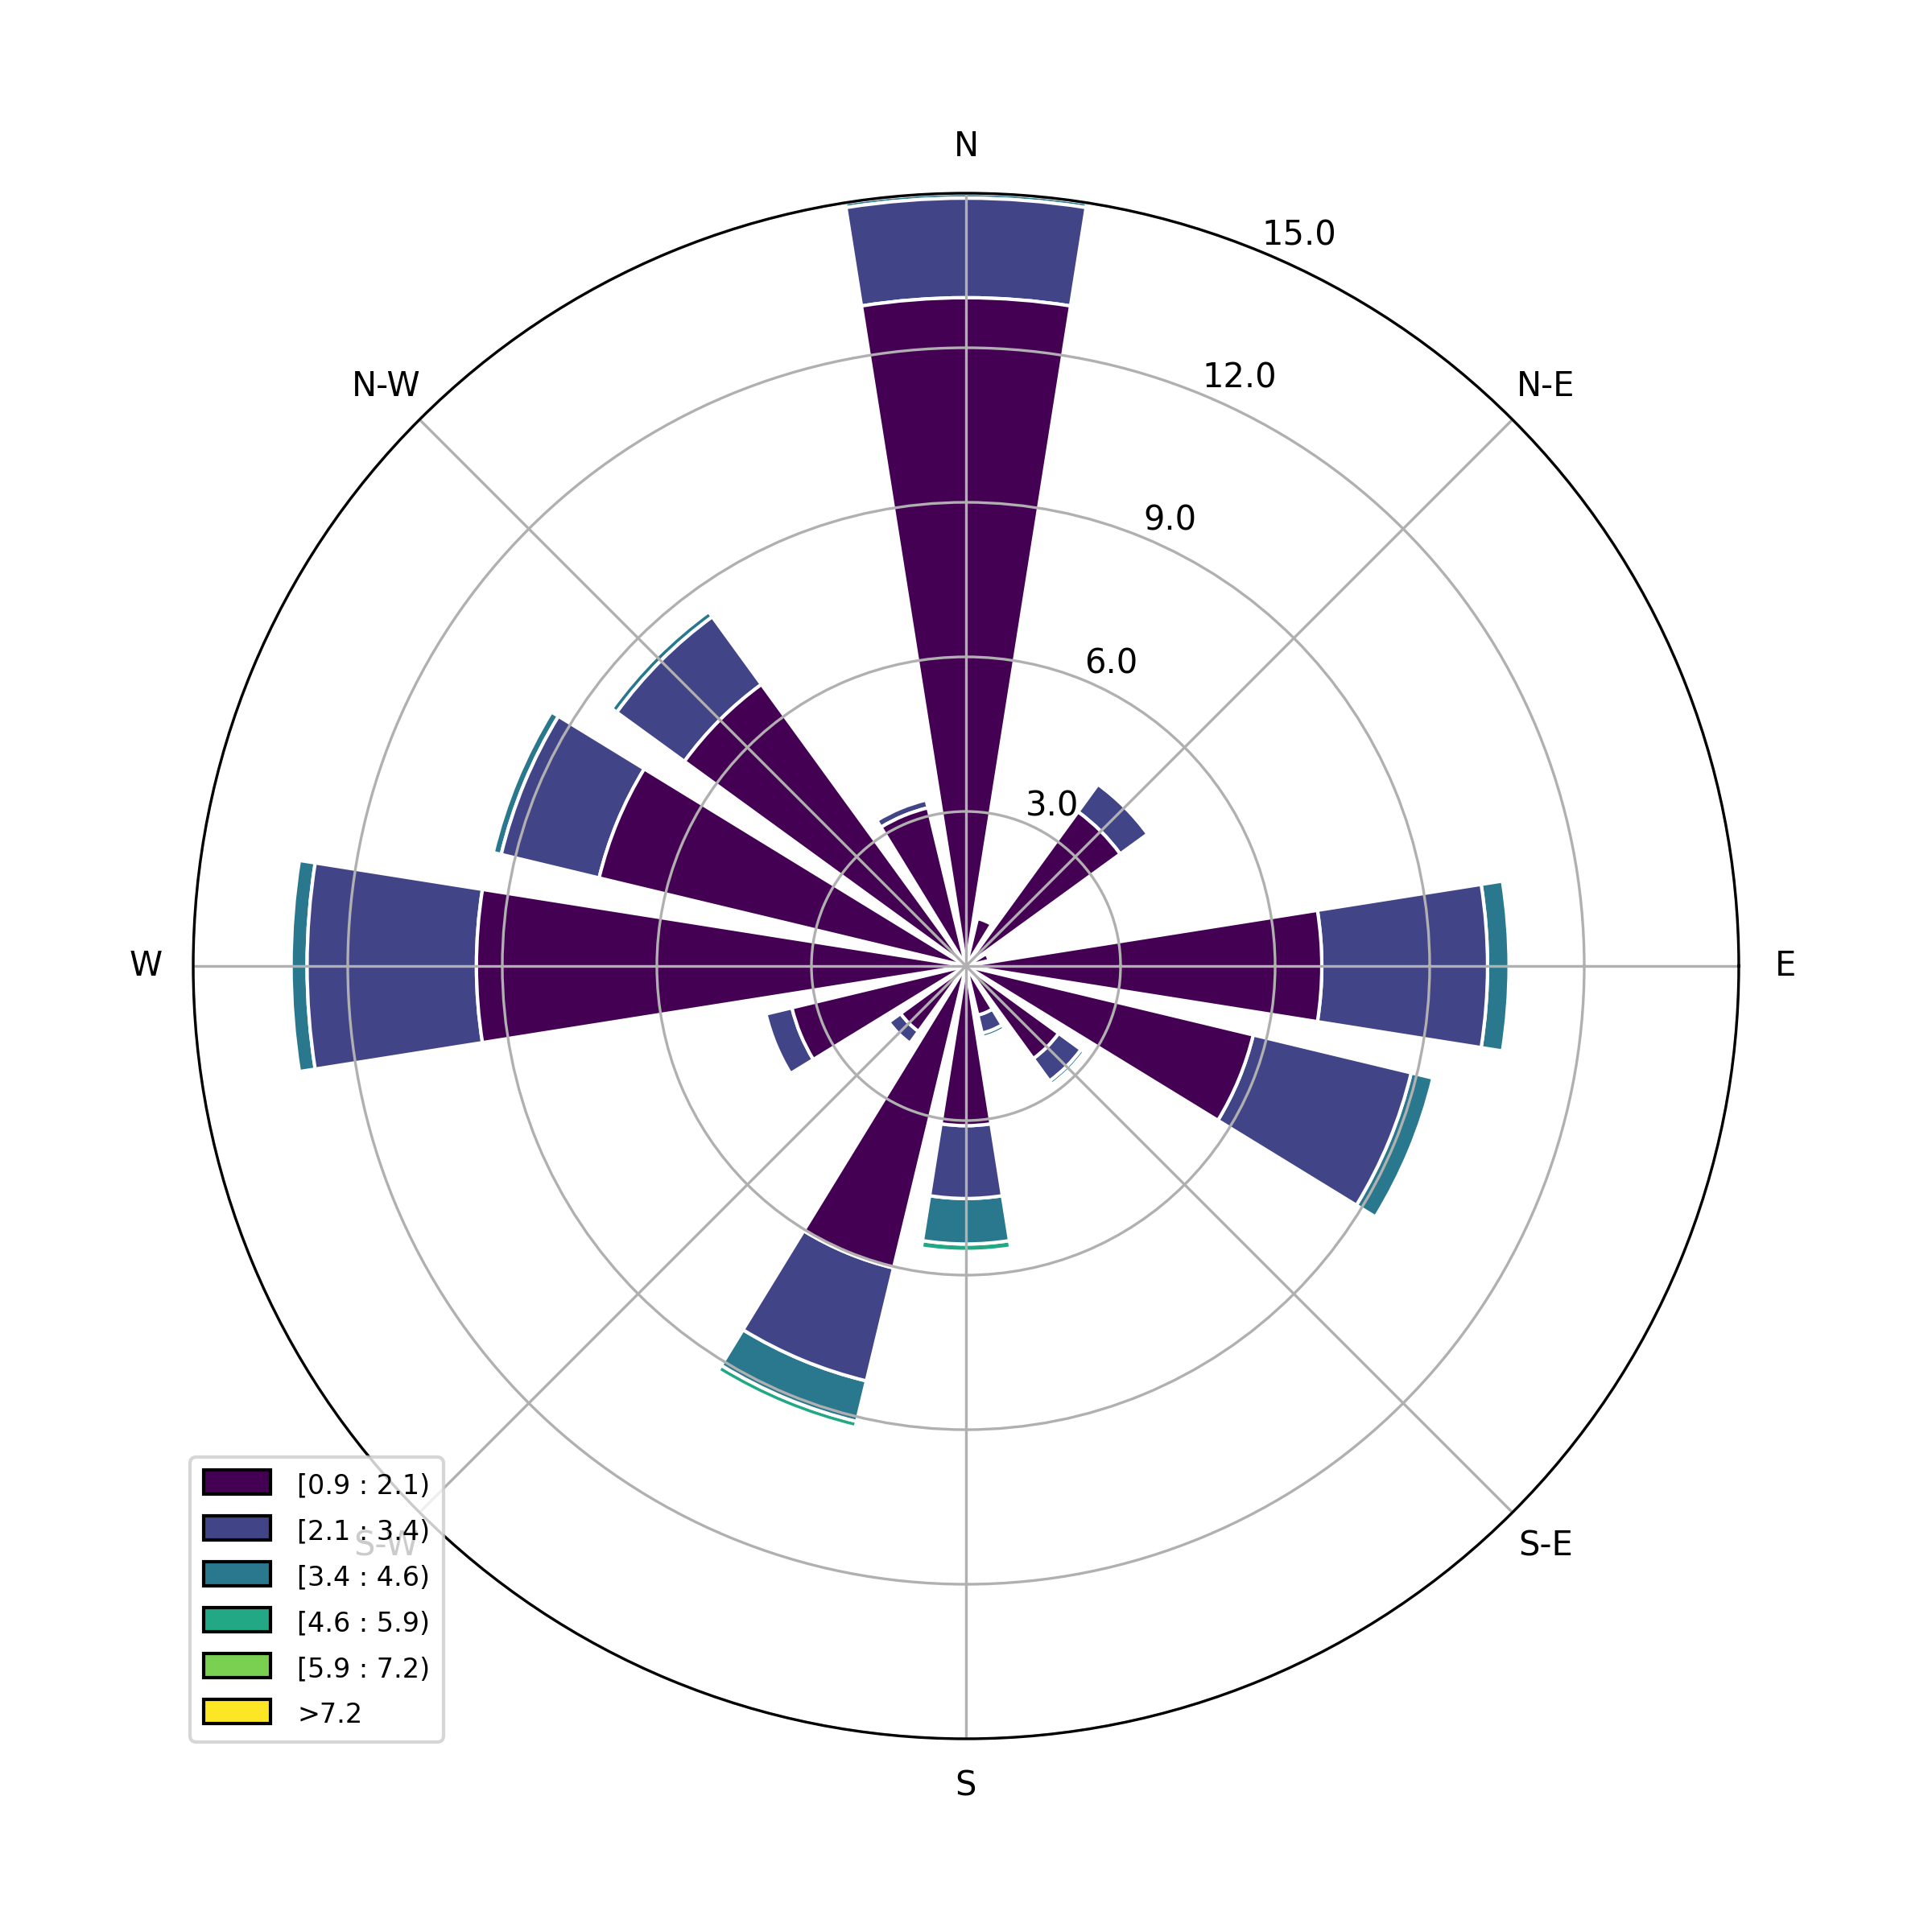 N
15.0
N-W
12.0
N-E
9.0
6.0
3.0
W
E
[0.9 : 2.1)
[2.1 : 3.4)
S-W
S-E
[3.4 : 4.6)
[4.6 : 5.9)
[5.9 : 7.2)
>7.2
S